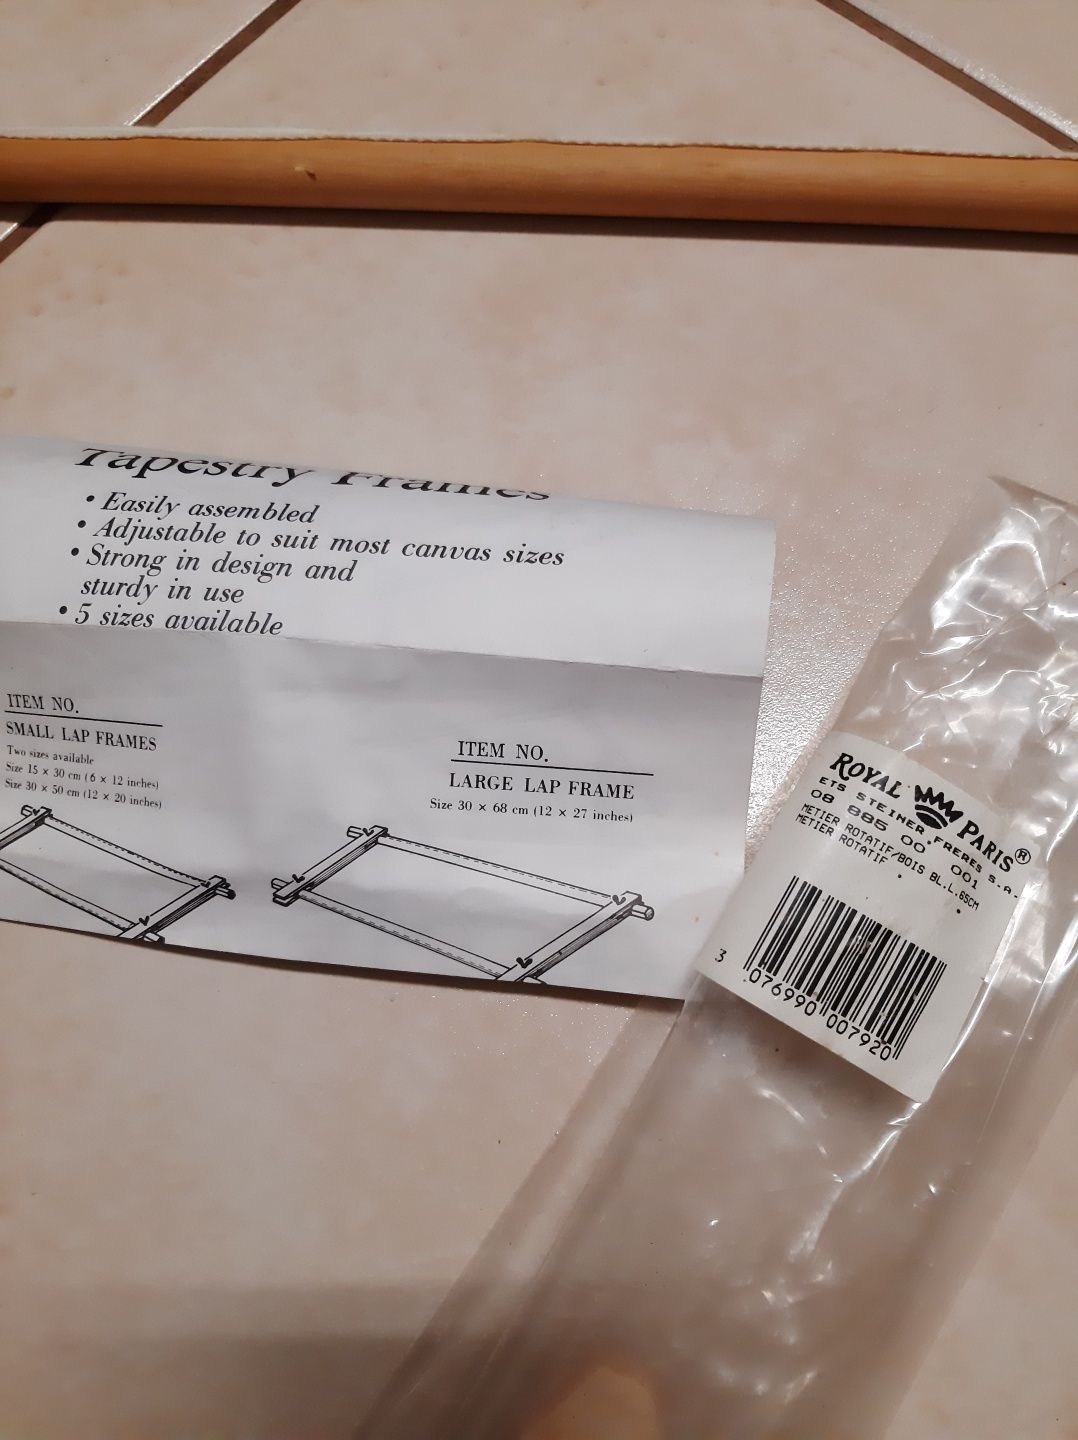 Tapestry Frames
• Easily assembled
• Adjustable to suit most canvas sizes
• Strong in design and
sturdy in use
• 5 sizes available
ITEM NO.
SMALL LAP FRAMES
Two sizes available
Size 15 × 30 cm (6 × 12 inches)
Size 30 × 50 cm (12 × 20 inches)
ITEM NO.
LARGE LAP FRAME
Size 30 × 68 cm (12 × 27 inches)
ROYAL PARIS®
ETS STEINER FRERES S.A.
08 885 00 001
METIER ROTATIF/BOIS BL.L.65CM
METIER ROTATIF
3 076990 007920